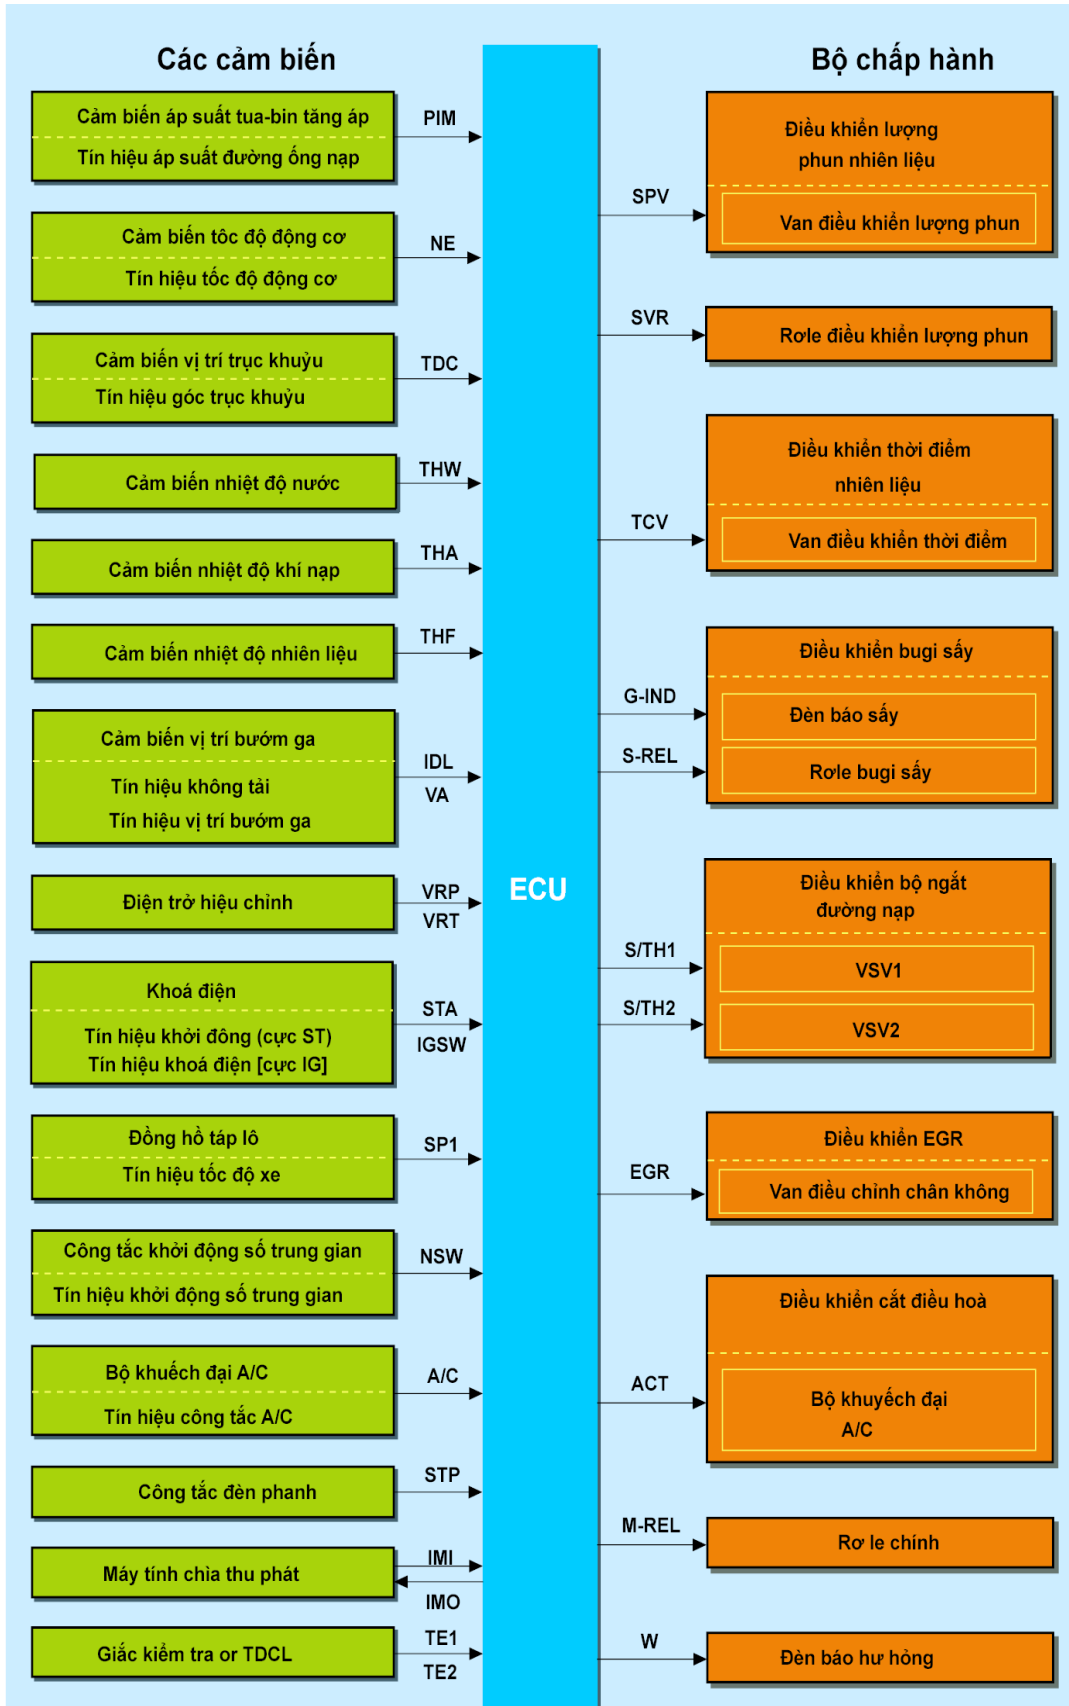 Các cảm biến
Bộ chấp hành
Cảm biến áp suất tua-bin tăng áp
Tín hiệu áp suất đường ống nạp
PIM
Cảm biến tôc độ động cơ
Tín hiệu tốc độ động cơ
NE
Cảm biến vị trí trục khuỷu
Tín hiệu góc trục khuỷu
TDC
Cảm biến nhiệt độ nước
THW
Cảm biến nhiệt độ khí nạp
THA
Cảm biến nhiệt độ nhiên liệu
THF
Cảm biến vị trí bướm ga
Tín hiệu không tải
Tín hiệu vị trí bướm ga
IDL
VA
Điện trở hiệu chỉnh
VRP
VRT
Khoá điện
Tín hiệu khởi đông (cực ST)
Tín hiệu khoá điện [cực IG]
STA
IGSW
Đồng hồ táp lô
Tín hiệu tốc độ xe
SP1
Công tắc khởi động số trung gian
Tín hiệu khởi động số trung gian
NSW
Bộ khuếch đại A/C
Tín hiệu công tắc A/C
A/C
Công tắc đèn phanh
STP
Máy tính chìa thu phát
IMI
IMO
Giắc kiểm tra or TDCL
TE1
TE2
ECU
SPV
Điều khiển lượng
phun nhiên liệu
Van điều khiển lượng phun
SVR
Rơle điều khiển lượng phun
TCV
Điều khiển thời điểm
nhiên liệu
Van điều khiển thời điểm
Điều khiển bugi sấy
G-IND
Đèn báo sấy
S-REL
Rơle bugi sấy
Điều khiển bộ ngắt
đường nạp
S/TH1
VSV1
S/TH2
VSV2
Điều khiển EGR
EGR
Van điều chỉnh chân không
Điều khiển cắt điều hoà
ACT
Bộ khuyếch đại
A/C
M-REL
Rơ le chính
W
Đèn báo hư hỏng